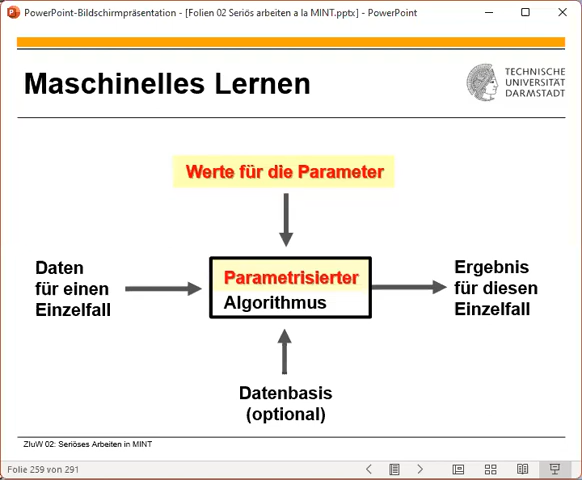 PowerPoint-Bildschirmpräsentation - [Folien 02 Seriös arbeiten a la MINT.pptx] - PowerPoint
Maschinelles Lernen
TECHNISCHE
UNIVERSITÄT
DARMSTADT
Werte für die Parameter
Daten
für einen
Einzelfall
Parametrisierter
Algorithmus
Ergebnis
für diesen
Einzelfall
Datenbasis
(optional)
ZIuW 02: Seriöses Arbeiten in MINT
Folie 259 von 291